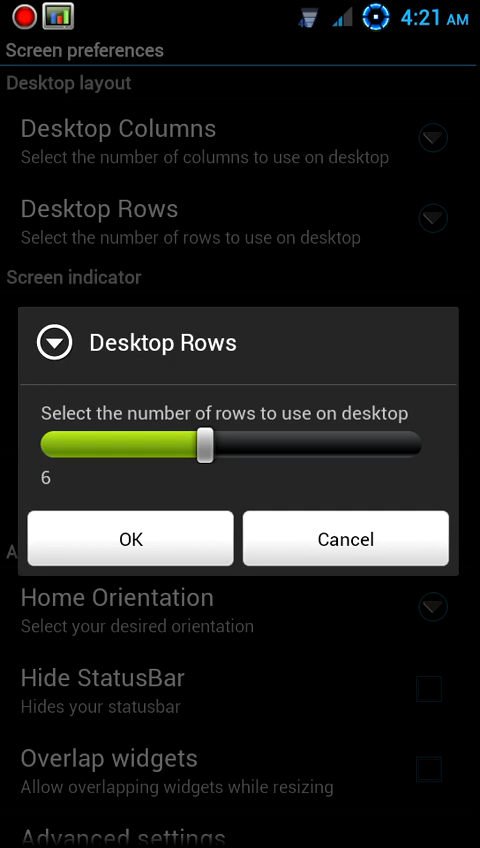 4:21 AM
Screen preferences
Desktop layout
Desktop Columns
Select the number of columns to use on desktop
Desktop Rows
Select the number of rows to use on desktop
Screen indicator
Desktop Rows
Select the number of rows to use on desktop
6
OK
Cancel
A
Home Orientation
Select your desired orientation
Hide StatusBar
Hides your statusbar
Overlap widgets
Allow overlapping widgets while resizing
Advanced settings